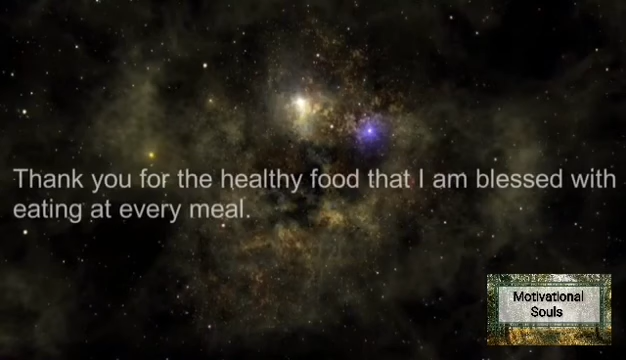 Thank you for the healthy food that I am blessed with
eating at every meal.
Motivational
Souls